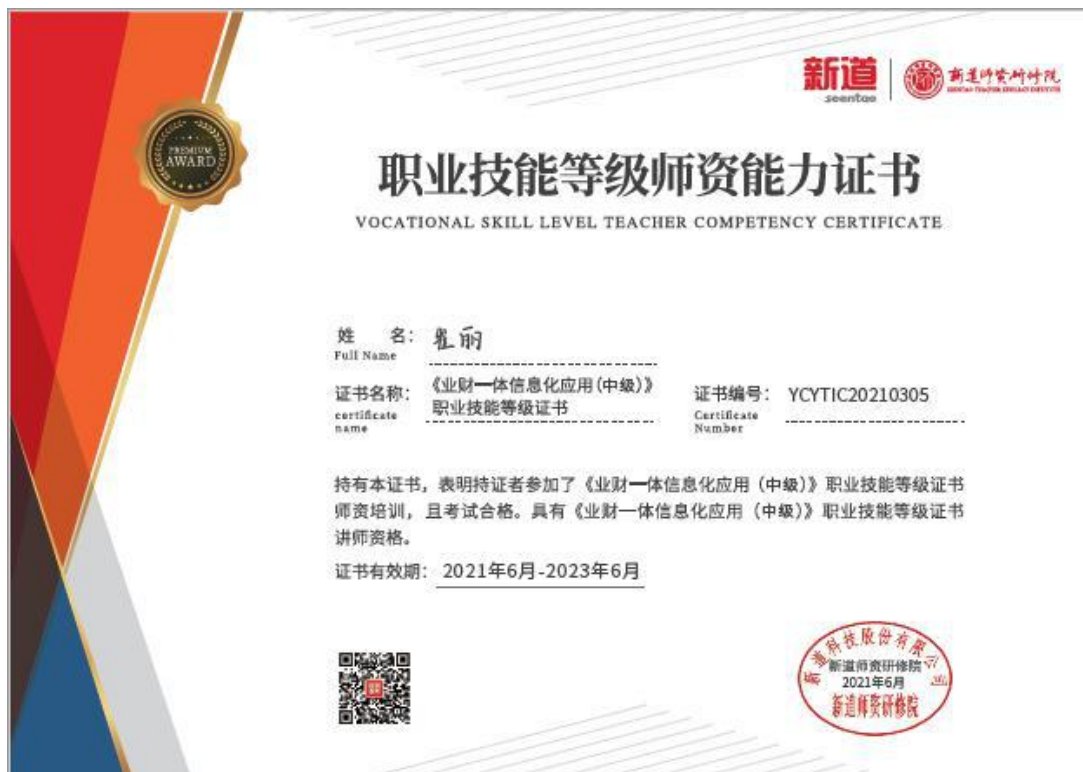 新道
seentao
新道师资研修院
SEENTAO TEACHER EDUCACY INSTITUTE
PREMIUM
AWARD
职业技能等级师资能力证书
VOCATIONAL SKILL LEVEL TEACHER COMPETENCY CERTIFICATE
姓 名： 崔丽
Full Name
证书名称： 《业财一体信息化应用（中级）》
职业技能等级证书
certificate
name
证书编号： YCYTIC20210305
Certificate
Number
持有本证书，表明持证者参加了《业财一体信息化应用（中级）》职业技能等级证书
师资培训，且考试合格。具有《业财一体信息化应用（中级）》职业技能等级证书
讲师资格。
证书有效期： 2021年6月-2023年6月
新道科技股份有限公司
新道师资研修院
2021年6月
新道师资研修院